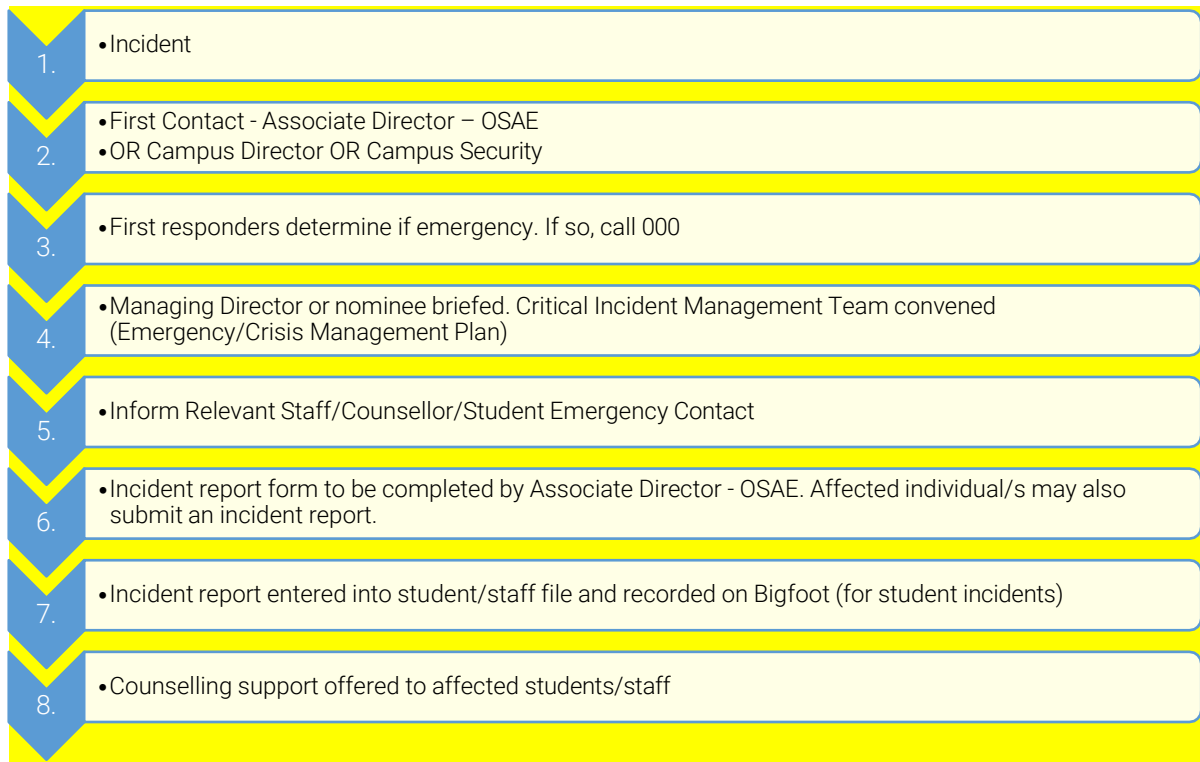 1.
•Incident
2.
•First Contact - Associate Director – OSAE
•OR Campus Director OR Campus Security
3.
•First responders determine if emergency. If so, call 000
4.
•Managing Director or nominee briefed. Critical Incident Management Team convened
(Emergency/Crisis Management Plan)
5.
•Inform Relevant Staff/Counsellor/Student Emergency Contact
6.
•Incident report form to be completed by Associate Director - OSAE. Affected individual/s may also
submit an incident report.
7.
•Incident report entered into student/staff file and recorded on Bigfoot (for student incidents)
8.
•Counselling support offered to affected students/staff